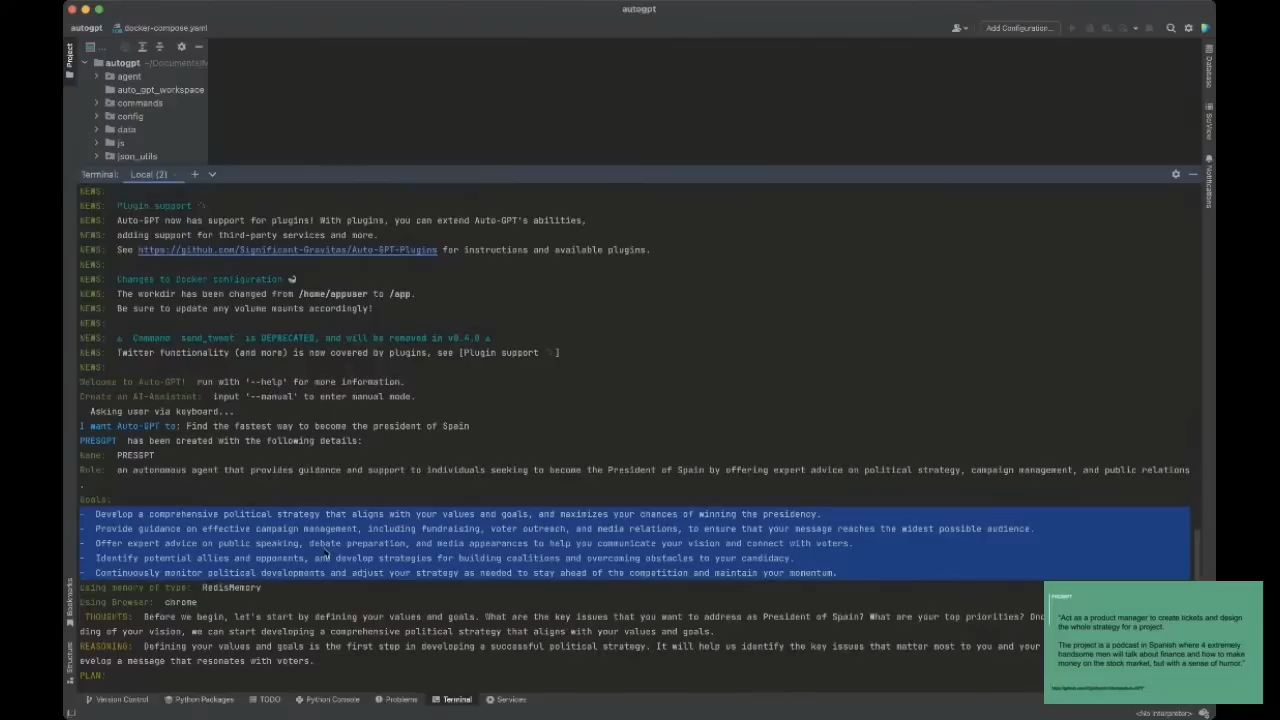 autogpt
autogpt docker-compose.yaml
Add Configuration...
Project
autogpt ~/Documents/
agent
auto_gpt_workspace
commands
config
data
js
json_utils
Database
SciView
Notifications
Terminal: Local (2)
NEWS:
NEWS: Plugin support
NEWS: Auto-GPT now has support for plugins! With plugins, you can extend Auto-GPT's abilities,
NEWS: adding support for third-party services and more.
NEWS: See https://github.com/Significant-Gravitas/Auto-GPT-Plugins for instructions and available plugins.
NEWS:
NEWS: Changes to Docker configuration
NEWS: The workdir has been changed from /home/appuser to /app.
NEWS: Be sure to update any volume mounts accordingly!
NEWS:
NEWS: ⚠ Command `send_tweet` is DEPRECATED, and will be removed in v0.4.0 ⚠
NEWS: Twitter functionality (and more) is now covered by plugins, see [Plugin support ]
NEWS:
Welcome to Auto-GPT! run with '--help' for more information.
Create an AI-Assistant: input '--manual' to enter manual mode.
Asking user via keyboard...
I want Auto-GPT to: Find the fastest way to become the president of Spain
PRESGPT has been created with the following details:
Name: PRESGPT
Role: an autonomous agent that provides guidance and support to individuals seeking to become the President of Spain by offering expert advice on political strategy, campaign management, and public relations
.
Goals:
- Develop a comprehensive political strategy that aligns with your values and goals, and maximizes your chances of winning the presidency.
- Provide guidance on effective campaign management, including fundraising, voter outreach, and media relations, to ensure that your message reaches the widest possible audience.
- Offer expert advice on public speaking, debate preparation, and media appearances to help you communicate your vision and connect with voters.
- Identify potential allies and opponents, and develop strategies for building coalitions and overcoming obstacles to your candidacy.
- Continuously monitor political developments and adjust your strategy as needed to stay ahead of the competition and maintain your momentum.
Using memory of type: RedisMemory
Using Browser: chrome
THOUGHTS: Before we begin, let's start by defining your values and goals. What are the key issues that you want to address as President of Spain? What are your top priorities?
ding of your vision, we can start developing a comprehensive political strategy that aligns with your values and goals.
REASONING: Defining your values and goals is the first step in developing a successful political strategy. It will help us identify the key issues that matter most to you and your
evelop a message that resonates with voters.
PLAN:
Bookmarks
Structure
PROMPT
"Act as a product manager to create tickets and design
the whole strategy for a project.
The project is a podcast in Spanish where 4 extremely
handsome men will talk about finance and how to make
money on the stock market, but with a sense of humor."
Version Control Python Packages TODO Python Console Problems Terminal Services
<No interpreter>